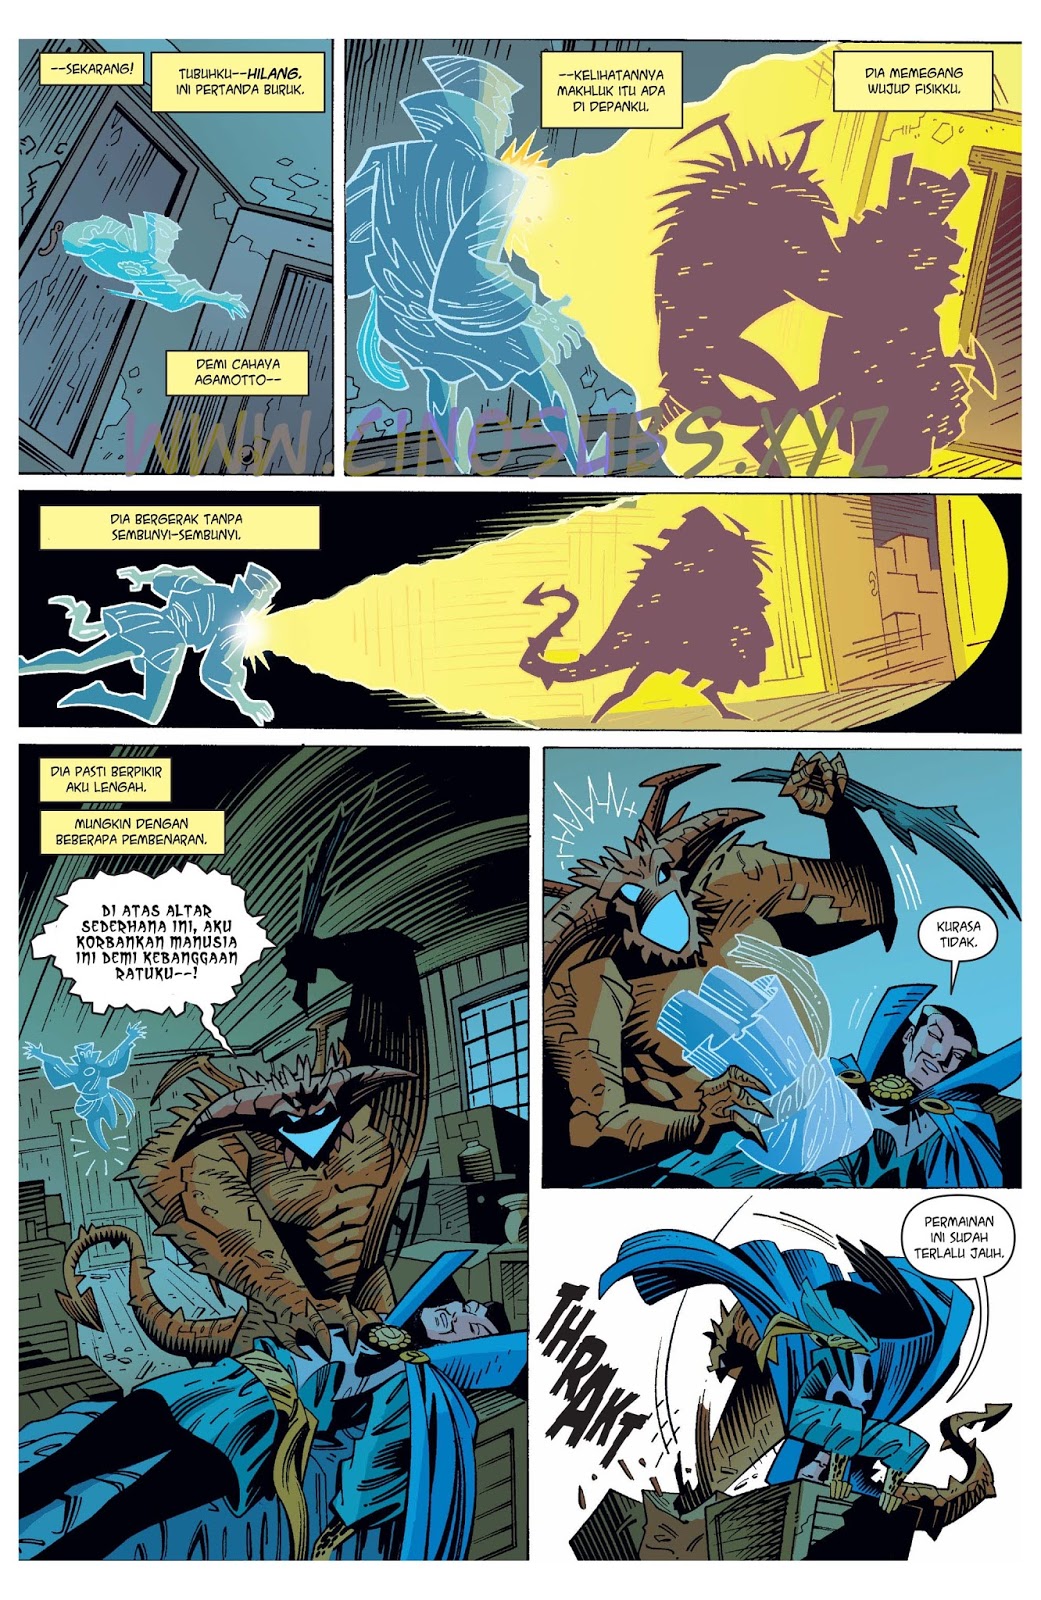 --SEKARANG!
TUBUHKU--HILANG.
INI PERTANDA BURUK.
DEMI CAHAYA
AGAMOTTO--
--KELIHATANNYA
MAKHLUK ITU ADA
DI DEPANKU.
DIA MEMEGANG
WUJUD FISIKKU.
WWW.CINOSUBS.XYZ
DIA BERGERAK TANPA
SEMBUNYI-SEMBUNYI.
DIA PASTI BERPIKIR
AKU LENGAH.
MUNGKIN DENGAN
BEBERAPA PEMBENARAN.
DI ATAS ALTAR
SEDERHANA INI, AKU
KORBANKAN MANUSIA
INI DEMI KEBANGGAAN
RATUKU--!
KURASA
TIDAK.
PERMAINAN
INI SUDAH
TERLALU JAUH.
THRAKT